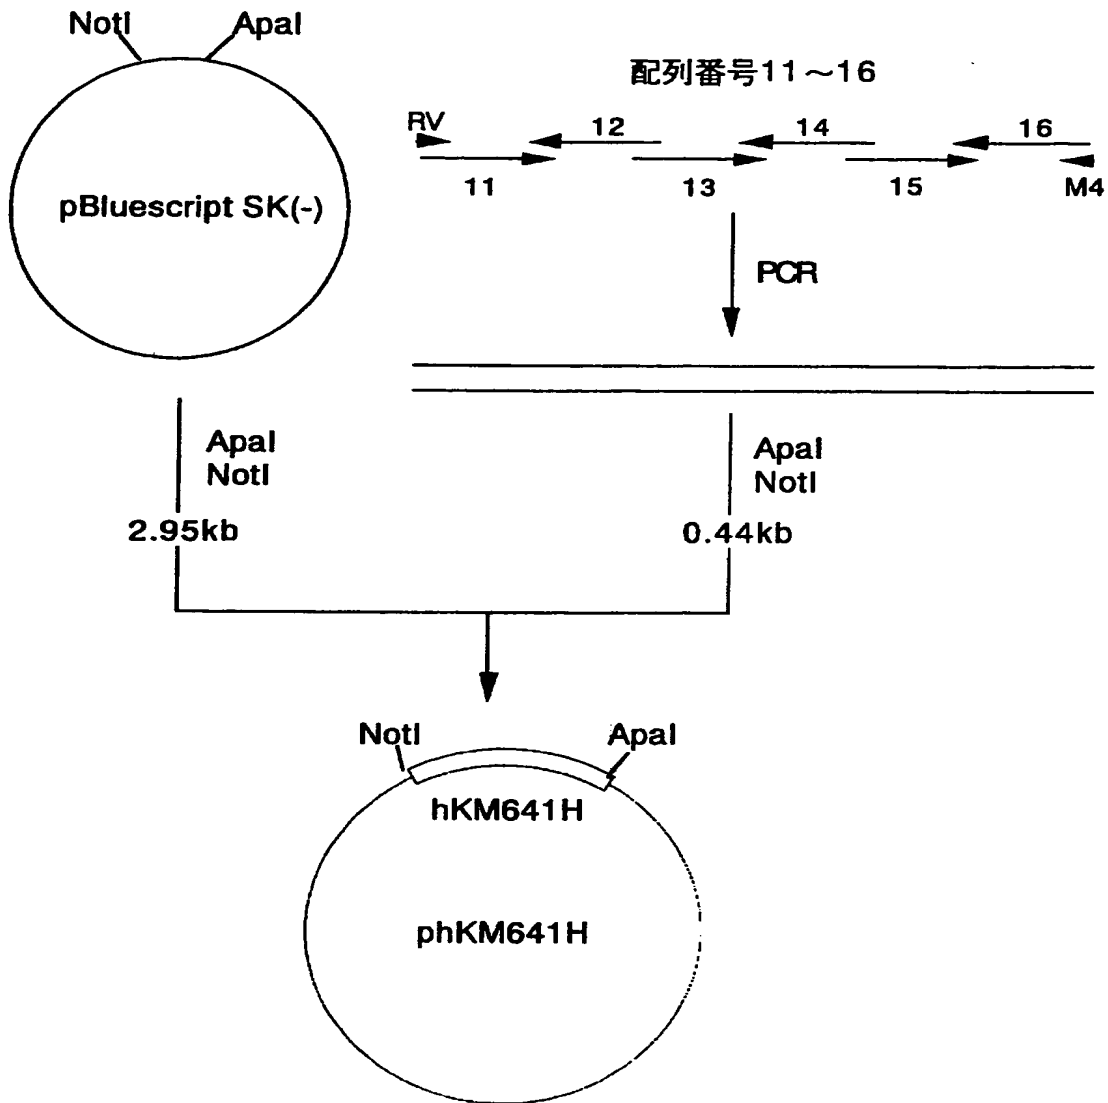 NotI
ApaI
pBluescript SK(-)
配列番号11~16
RV
12
14
16
11
13
15
M4
PCR
ApaI
NotI
2.95kb
ApaI
NotI
0.44kb
NotI
ApaI
hKM641H
phKM641H